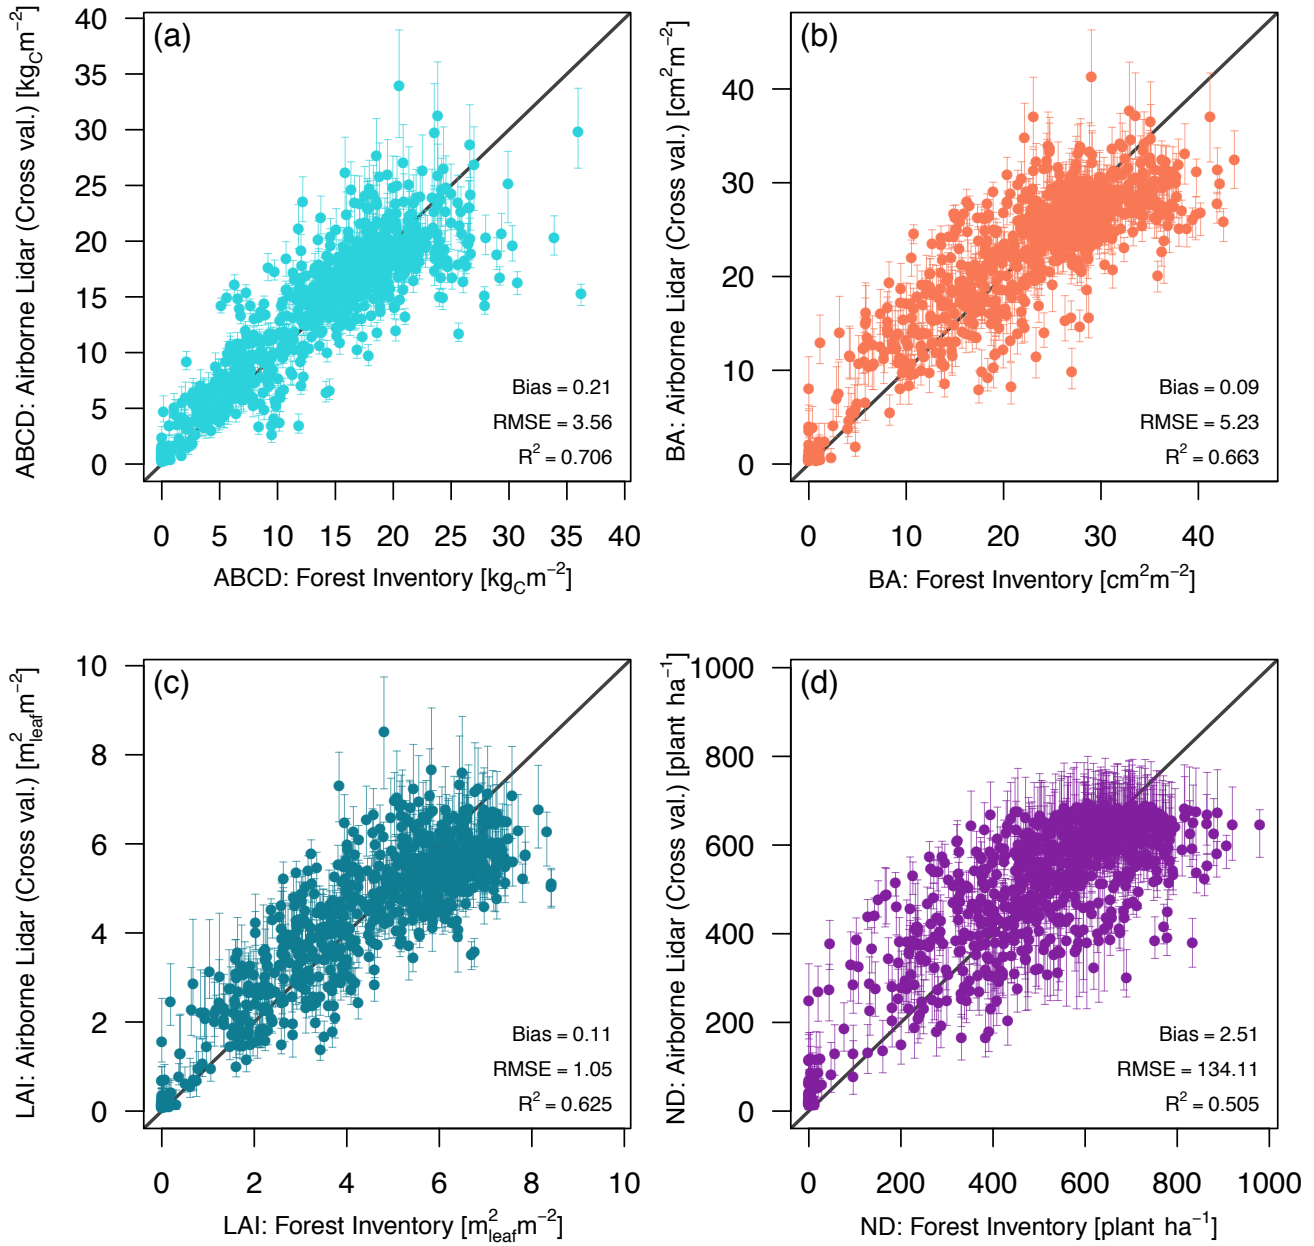 (a)
ABCD: Airborne Lidar (Cross val.) [kg_C m^−2]
40
35
30
25
20
15
10
5
0
Bias = 0.21
RMSE = 3.56
R² = 0.706
0 5 10 15 20 25 30 35 40
ABCD: Forest Inventory [kg_C m^−2]
(b)
BA: Airborne Lidar (Cross val.) [cm²m^−2]
40
30
20
10
0
Bias = 0.09
RMSE = 5.23
R² = 0.663
0 10 20 30 40
BA: Forest Inventory [cm²m^−2]
(c)
LAI: Airborne Lidar (Cross val.) [m²_leaf m^−2]
10
8
6
4
2
0
Bias = 0.11
RMSE = 1.05
R² = 0.625
0 2 4 6 8 10
LAI: Forest Inventory [m²_leaf m^−2]
(d)
ND: Airborne Lidar (Cross val.) [plant ha^−1]
1000
800
600
400
200
0
Bias = 2.51
RMSE = 134.11
R² = 0.505
0 200 400 600 800 1000
ND: Forest Inventory [plant ha^−1]